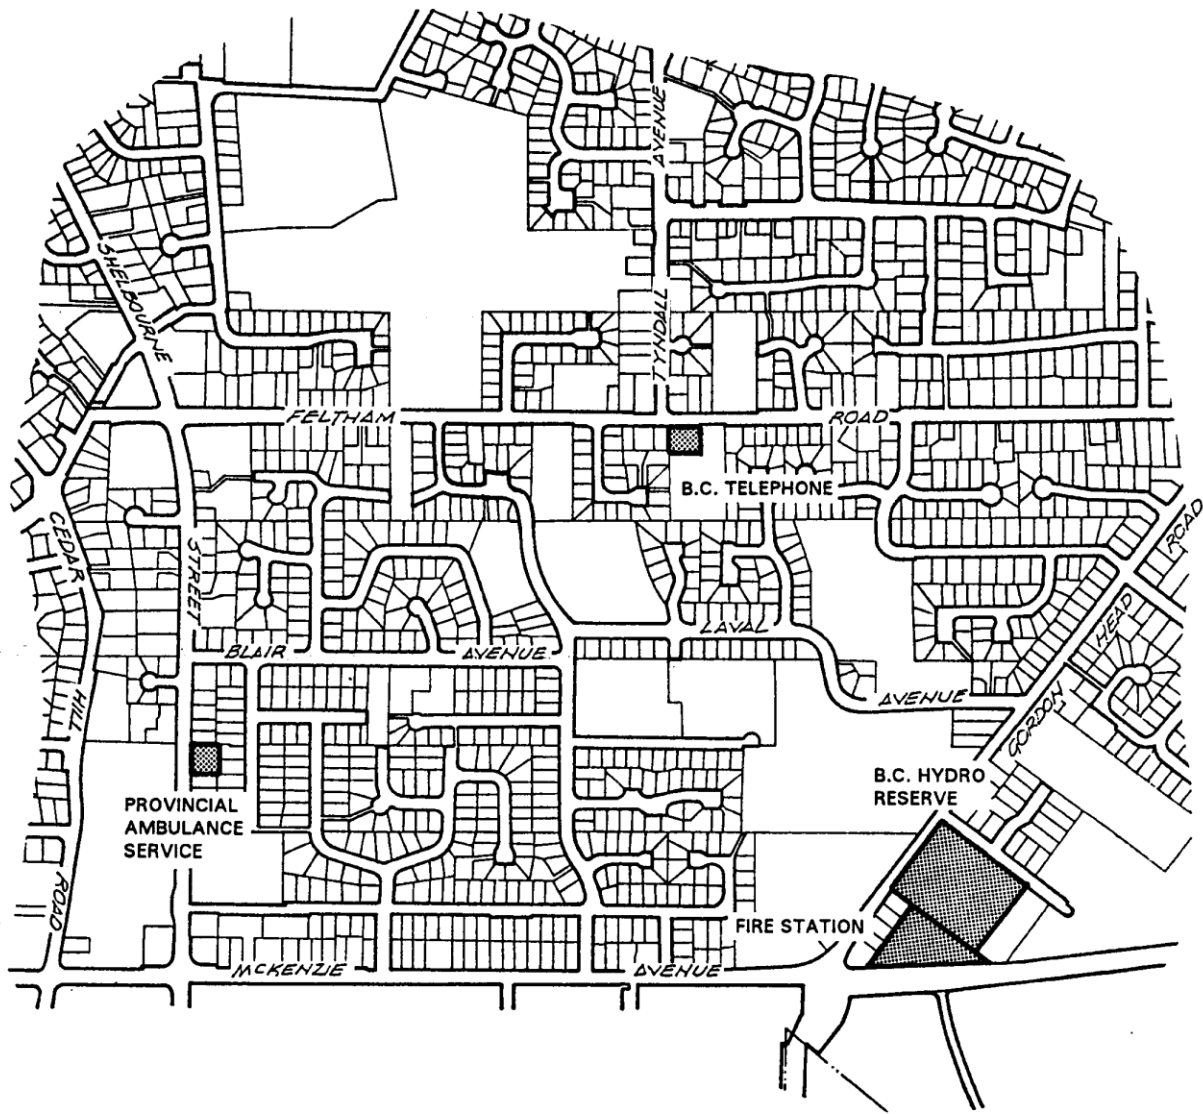 AVENUE
SHELBOURNE
TYNDALL
FELTHAM
ROAD
B.C. TELEPHONE
CEDAR
STREET
ROAD
HEAD
LAVAL
BLAIR
AVENUE
HILL
AVENUE
GORDON
B.C. HYDRO
RESERVE
PROVINCIAL
AMBULANCE
SERVICE
ROAD
FIRE STATION
MCKENZIE
AVENUE